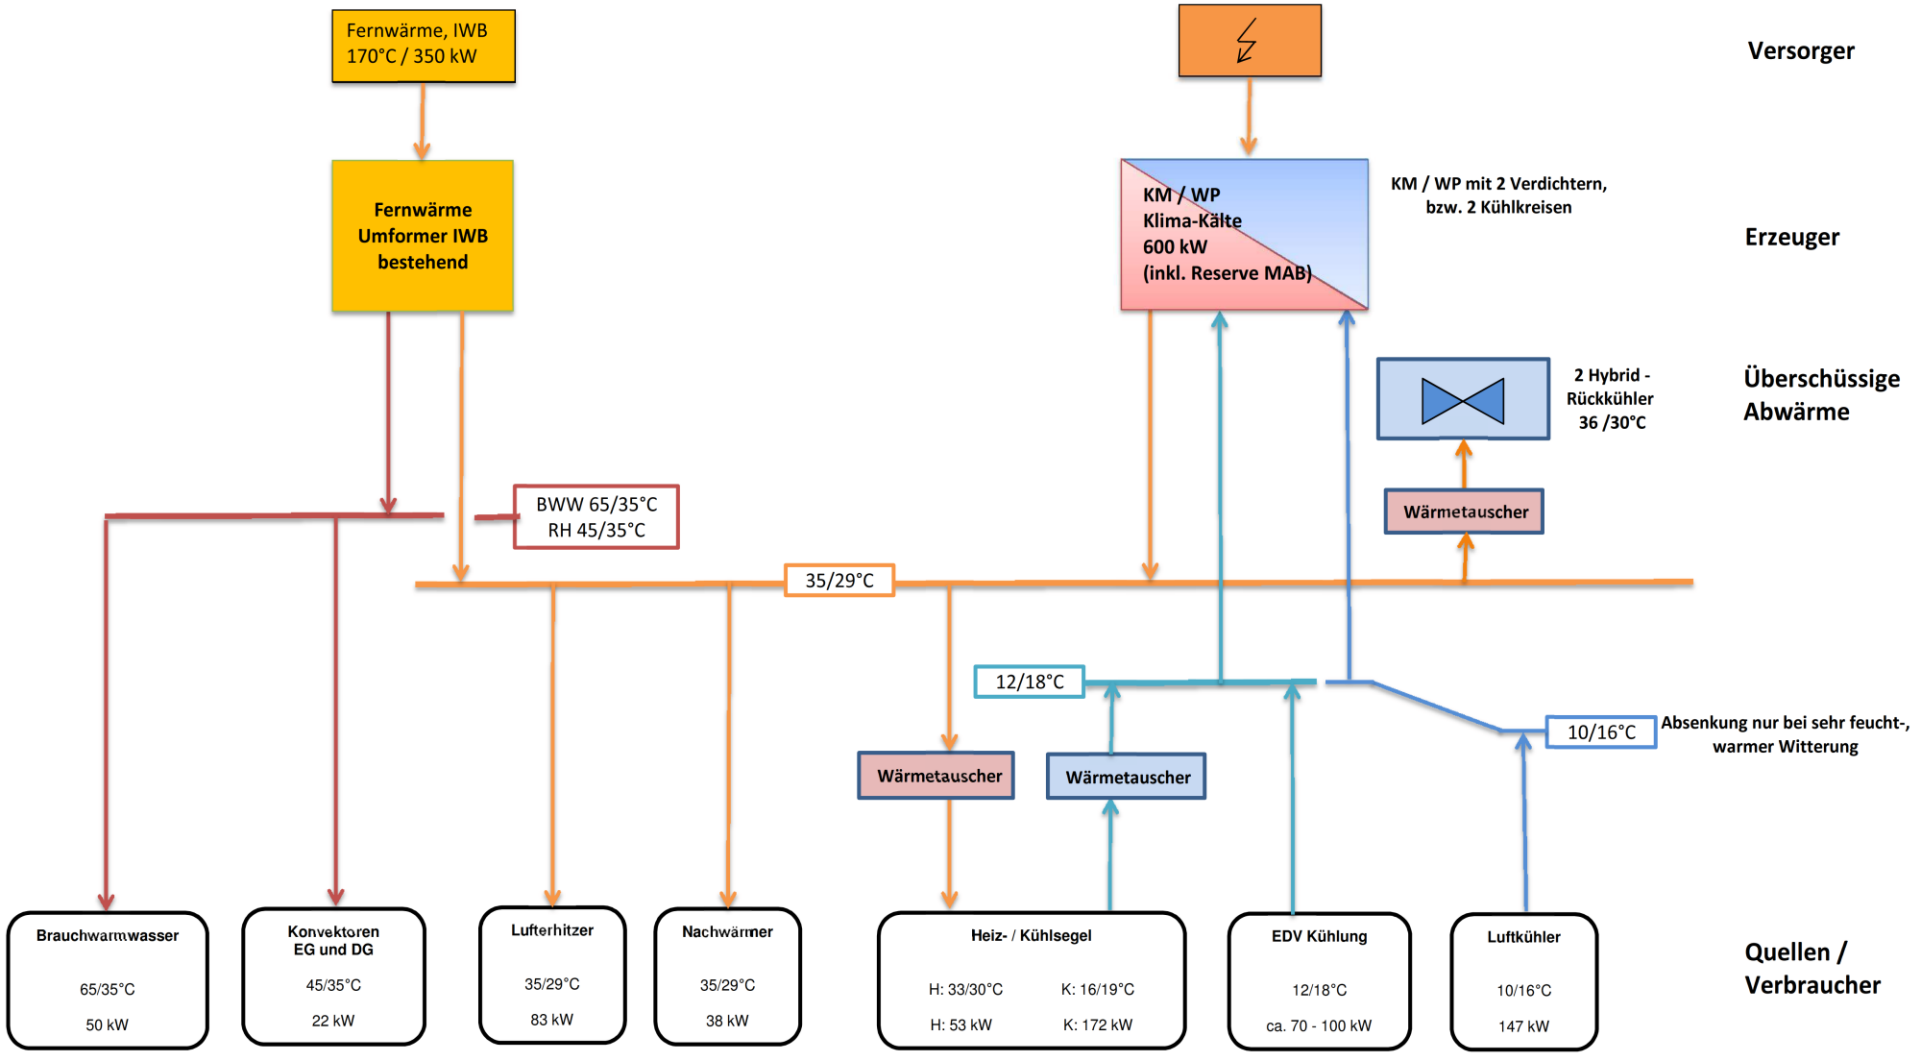 Fernwärme, IWB
170°C / 350 kW
Versorger
Fernwärme
Umformer IWB
bestehend
KM / WP
Klima-Kälte
600 kW
(inkl. Reserve MAB)
KM / WP mit 2 Verdichtern,
bzw. 2 Kühlkreisen
Erzeuger
2 Hybrid -
Rückkühler
36 /30°C
Überschüssige
Abwärme
BWW 65/35°C
RH 45/35°C
Wärmetauscher
35/29°C
12/18°C
10/16°C
Absenkung nur bei sehr feucht-,
warmer Witterung
Wärmetauscher
Wärmetauscher
Brauchwarmwasser
65/35°C
50 kW
Konvektoren
EG und DG
45/35°C
22 kW
Lufterhitzer
35/29°C
83 kW
Nachwärmer
35/29°C
38 kW
Heiz- / Kühlsegel
H: 33/30°C K: 16/19°C
H: 53 kW K: 172 kW
EDV Kühlung
12/18°C
ca. 70 - 100 kW
Luftkühler
10/16°C
147 kW
Quellen /
Verbraucher